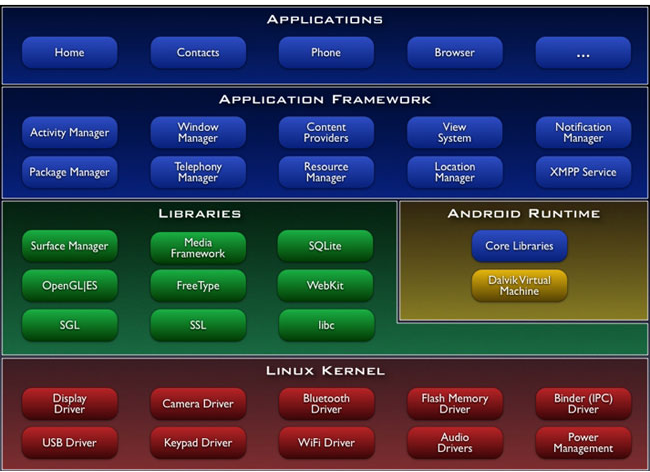 APPLICATIONS
Home
Contacts
Phone
Browser
...
APPLICATION FRAMEWORK
Activity Manager
Window
Manager
Content
Providers
View
System
Notification
Manager
Package Manager
Telephony
Manager
Resource
Manager
Location
Manager
XMPP Service
LIBRARIES
Surface Manager
Media
Framework
SQLite
OpenGL|ES
FreeType
WebKit
SGL
SSL
libc
ANDROID RUNTIME
Core Libraries
Dalvik Virtual
Machine
LINUX KERNEL
Display
Driver
Camera Driver
Bluetooth
Driver
Flash Memory
Driver
Binder (IPC)
Driver
USB Driver
Keypad Driver
WiFi Driver
Audio
Drivers
Power
Management